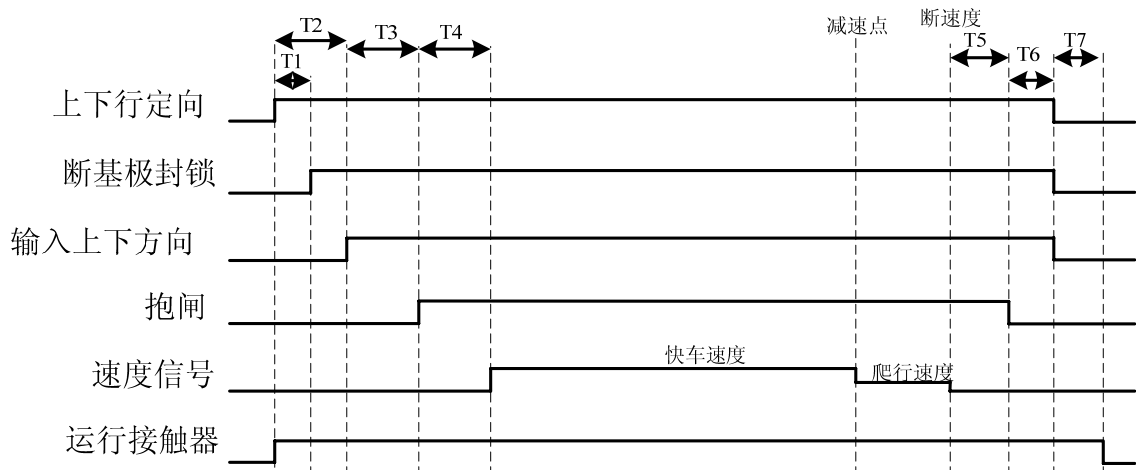 T1
T2
T3
T4
减速点
断速度
T5
T6
T7
上下行定向
断基极封锁
输入上下方向
抱闸
速度信号
快车速度
爬行速度
运行接触器